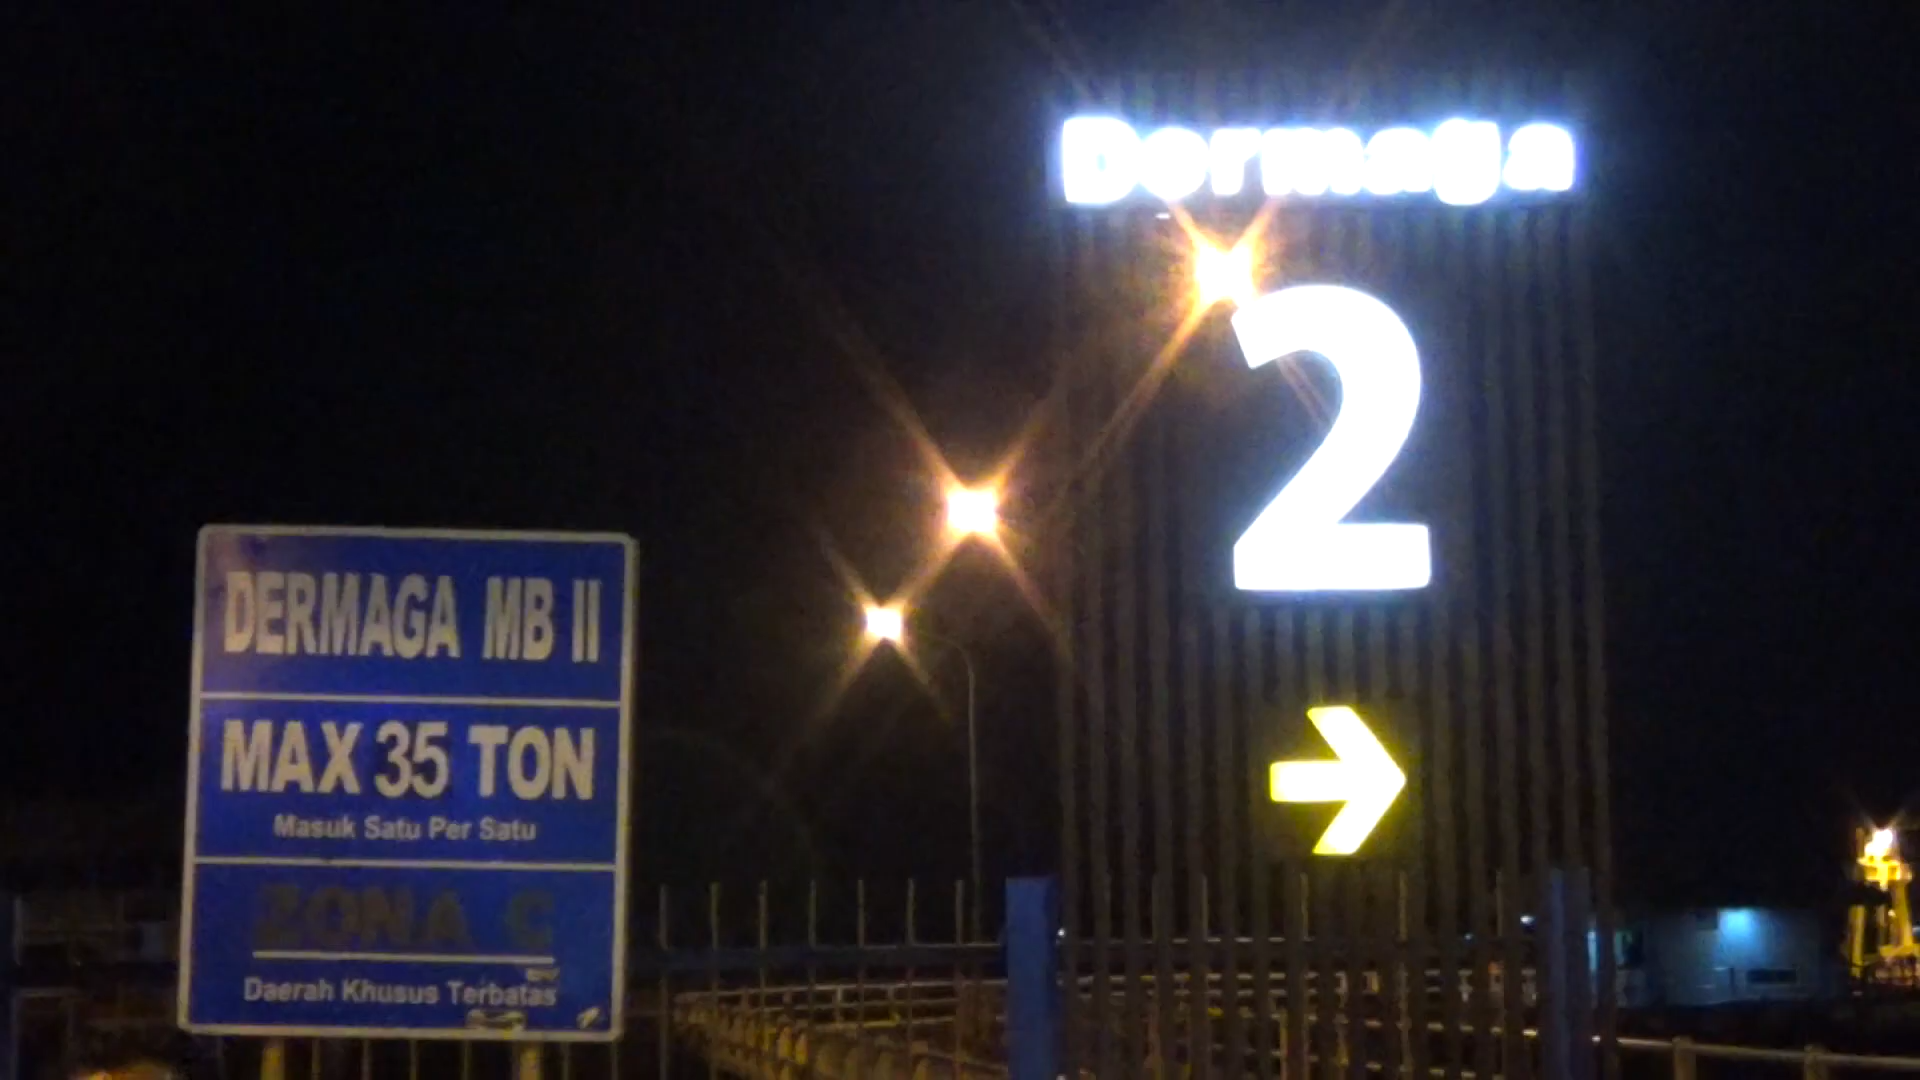 Dermaga
2
DERMAGA MB II
MAX 35 TON
Masuk Satu Per Satu
ZONA C
Daerah Khusus Terbatas